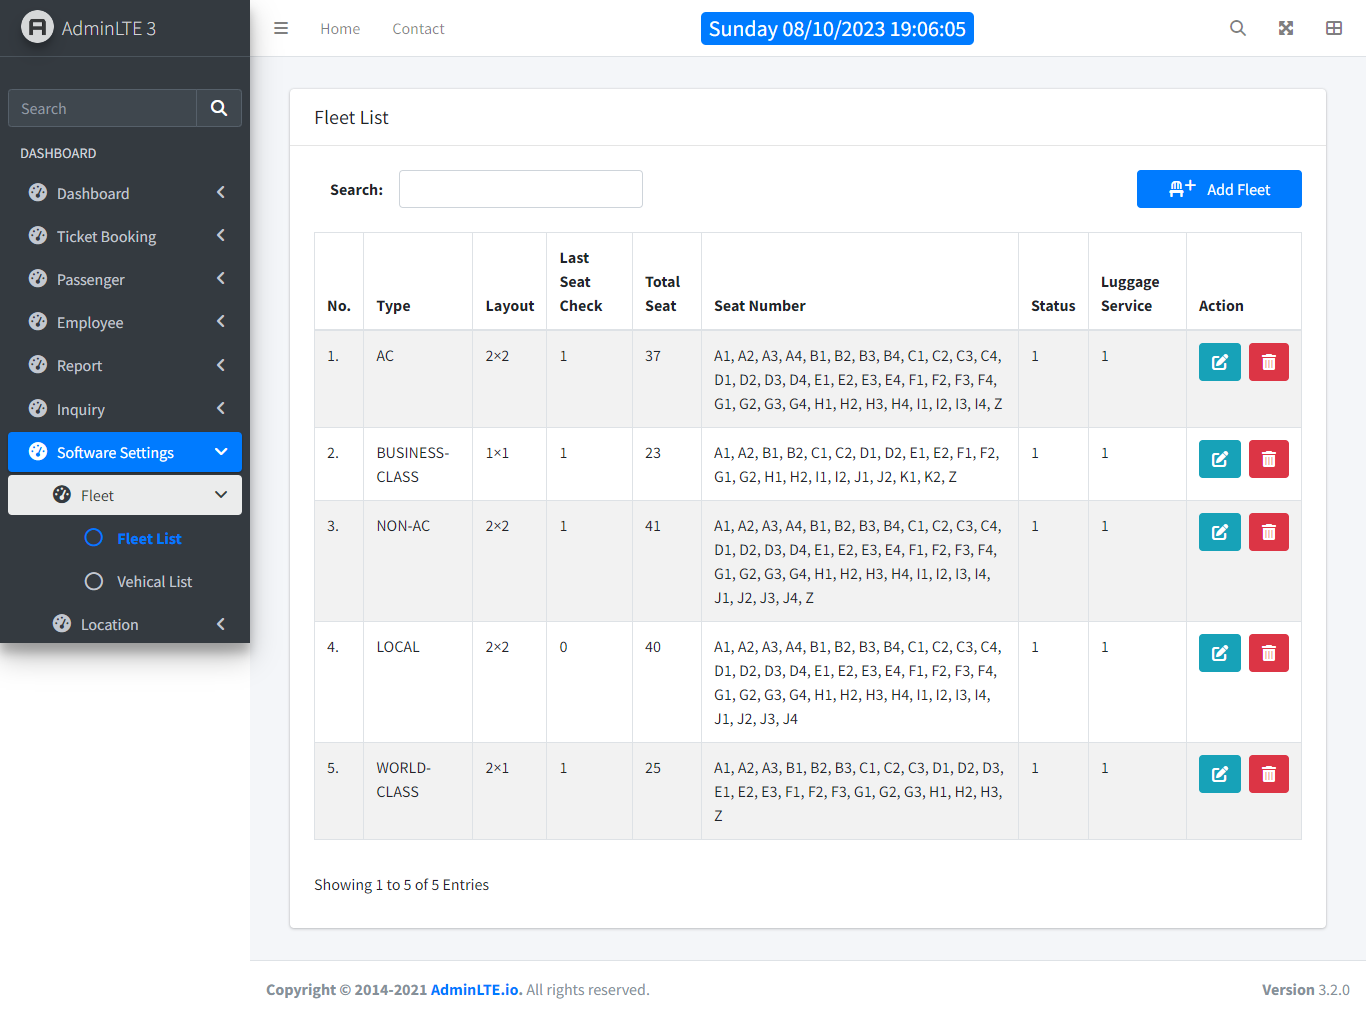 AdminLTE 3
Home
Contact
Sunday 08/10/2023 19:06:05
Search
DASHBOARD
Dashboard
Ticket Booking
Passenger
Employee
Report
Inquiry
Software Settings
Fleet
Fleet List
Vehical List
Location
Fleet List
Search:
Add Fleet
No. Type Layout Last Seat Check Total Seat Seat Number Status Luggage Service Action
1. AC 2×2 1 37 A1, A2, A3, A4, B1, B2, B3, B4, C1, C2, C3, C4, 1 1
D1, D2, D3, D4, E1, E2, E3, E4, F1, F2, F3, F4,
G1, G2, G3, G4, H1, H2, H3, H4, I1, I2, I3, I4, Z
2. BUSINESS- 1×1 1 23 A1, A2, B1, B2, C1, C2, D1, D2, E1, E2, F1, F2, 1 1
CLASS G1, G2, H1, H2, I1, I2, J1, J2, K1, K2, Z
3. NON-AC 2×2 1 41 A1, A2, A3, A4, B1, B2, B3, B4, C1, C2, C3, C4, 1 1
D1, D2, D3, D4, E1, E2, E3, E4, F1, F2, F3, F4,
G1, G2, G3, G4, H1, H2, H3, H4, I1, I2, I3, I4,
J1, J2, J3, J4, Z
4. LOCAL 2×2 0 40 A1, A2, A3, A4, B1, B2, B3, B4, C1, C2, C3, C4, 1 1
D1, D2, D3, D4, E1, E2, E3, E4, F1, F2, F3, F4,
G1, G2, G3, G4, H1, H2, H3, H4, I1, I2, I3, I4,
J1, J2, J3, J4
5. WORLD- 2×1 1 25 A1, A2, A3, B1, B2, B3, C1, C2, C3, D1, D2, D3, 1 1
CLASS E1, E2, E3, F1, F2, F3, G1, G2, G3, H1, H2, H3,
Z
Showing 1 to 5 of 5 Entries
Copyright © 2014-2021 AdminLTE.io. All rights reserved.
Version 3.2.0